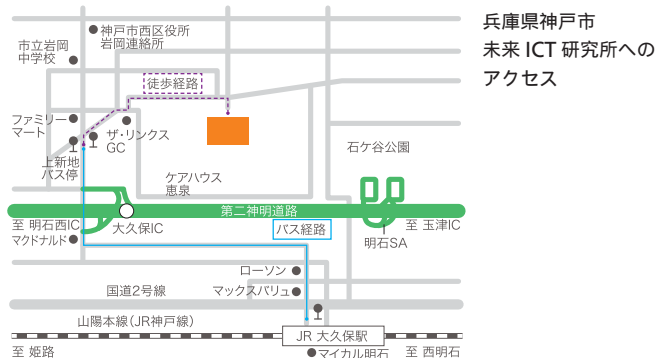 兵庫県神戸市
未来 ICT 研究所への
アクセス
神戸市西区役所
岩岡連絡所
市立岩岡
中学校
徒歩経路
ファミリー
マート
ザ・リンクス
GC
上新地
バス停
石ケ谷公園
ケアハウス
恵泉
第二神明道路
至 明石西IC
大久保IC
バス経路
至 玉津IC
明石SA
マクドナルド
ローソン
国道2号線
マックスバリュ
山陽本線(JR神戸線)
JR 大久保駅
至 姫路
マイカル明石
至 西明石